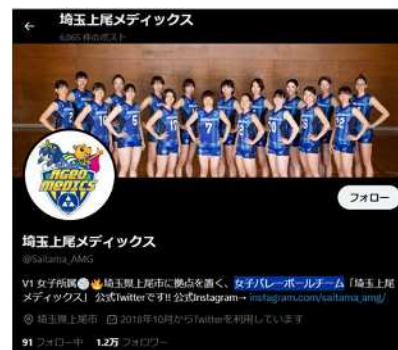 埼玉上尾メディックス
6,065 件のポスト
AGEO
MEDICS
フォロー
埼玉上尾メディックス
@Saitama_AMG
V1 女子所属🏐🔥埼玉県上尾市に拠点を置く、女子バレーボールチーム「埼玉上尾
メディックス」 公式Twitterです!! 公式Instagram→ instagram.com/saitama_amg/
埼玉県上尾市 2018年10月からTwitterを利用しています
91 フォロー中 1.2万 フォロワー